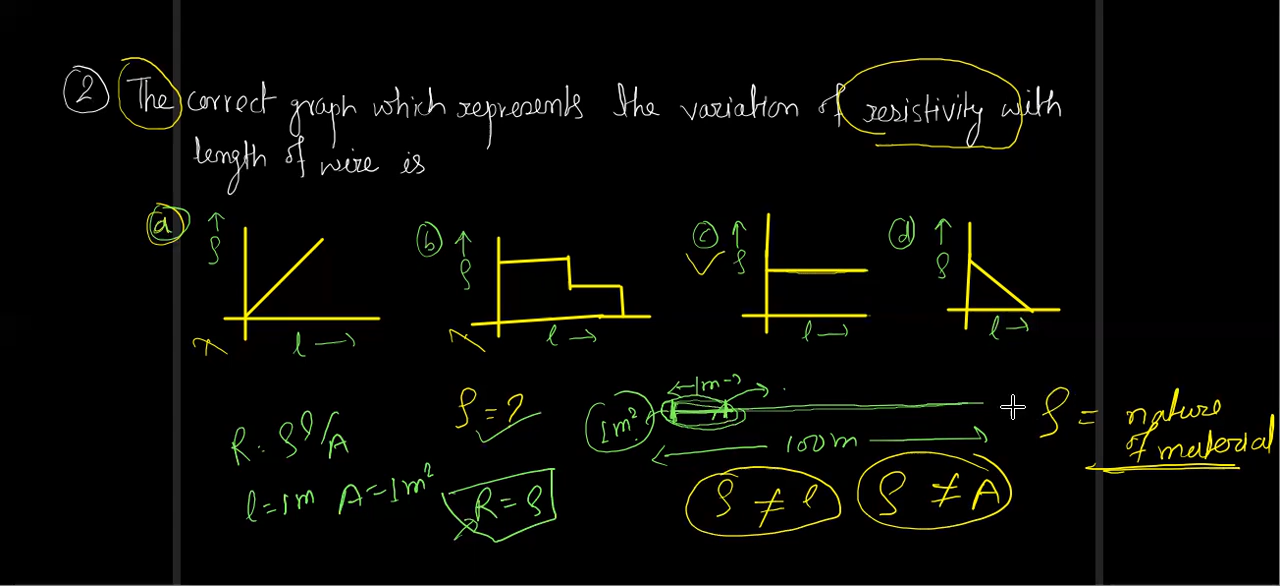 ② The correct graph which represents the variation of resistivity with
length of wire is
ⓐ ↑ ρ l →
ⓑ ↑ ρ l →
ⓒ ↑ ρ l →
ⓓ ↑ ρ l →
R = ρ l/A
ρ = ?
l = 1m A = 1m²
R = ρ
1m²
1m
100m
ρ ≠ l
ρ ≠ A
ρ = nature
of material